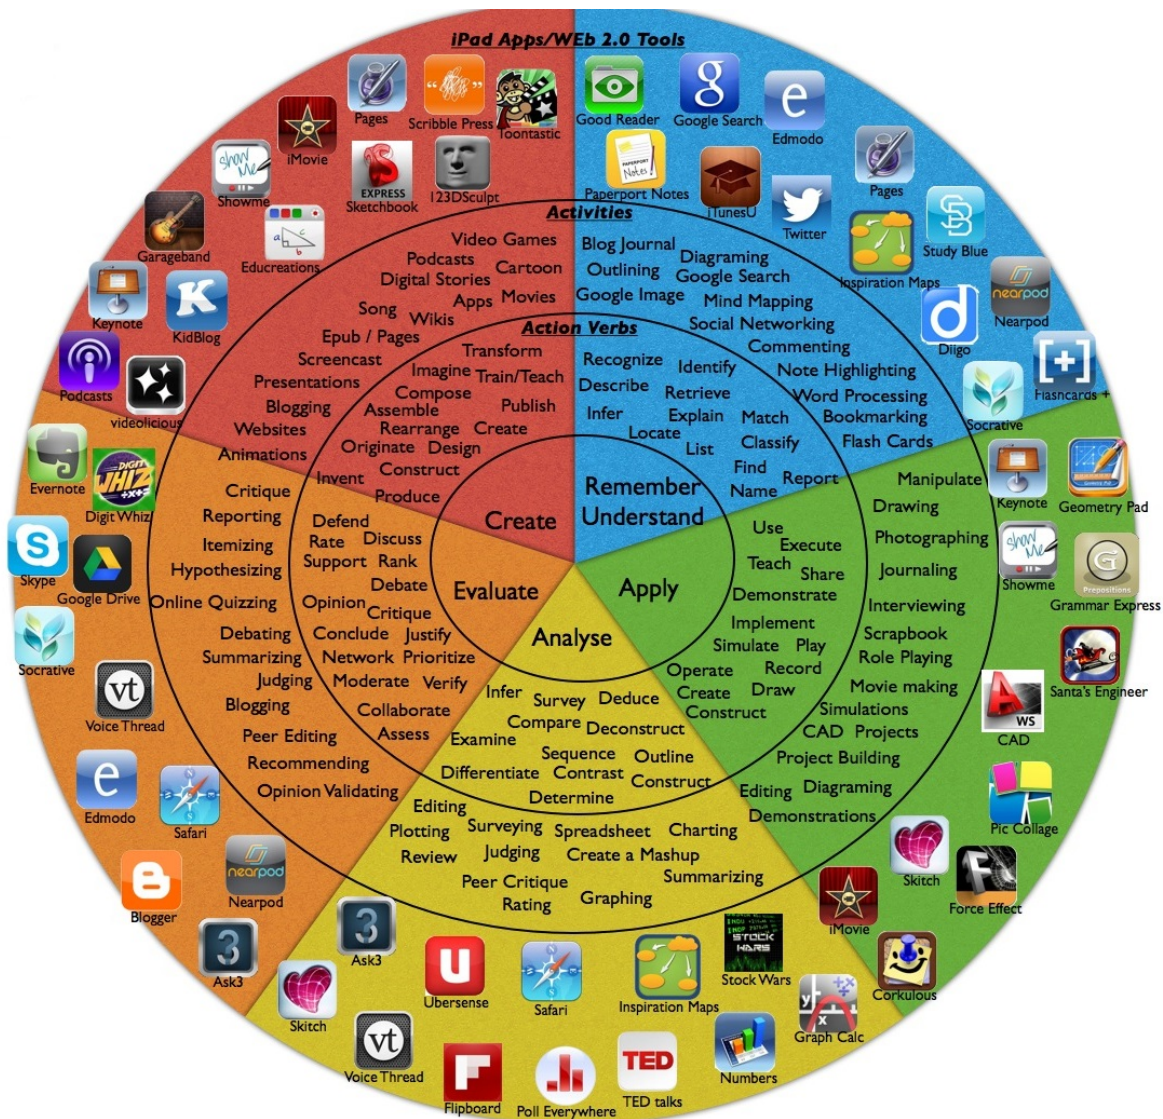 iPad Apps/WEb 2.0 Tools
Pages
Scribble Press
Toontastic
iMovie
Showme
EXPRESS
Sketchbook
123DSculpt
Garageband
Educreations
Keynote
KidBlog
Podcasts
videolicious
Good Reader
Google Search
Edmodo
Paperport Notes
iTunesU
Twitter
Pages
Study Blue
Inspiration Maps
nearpod
Nearpod
Diigo
Flashcards +
Socrative
Activities
Video Games
Podcasts
Cartoon
Digital Stories
Apps
Movies
Song
Wikis
Epub / Pages
Screencast
Presentations
Blogging
Websites
Animations
Blog Journal
Diagraming
Outlining
Google Search
Google Image
Mind Mapping
Social Networking
Commenting
Note Highlighting
Word Processing
Bookmarking
Flash Cards
Action Verbs
Transform
Imagine
Train/Teach
Compose
Assemble
Publish
Rearrange
Create
Originate
Design
Construct
Invent
Produce
Recognize
Identify
Describe
Retrieve
Infer
Explain
Match
Locate
List
Classify
Find
Name
Report
Create
Remember
Understand
Evaluate
Apply
Analyse
Evernote
DIGIT
WHIZ
Digit Whiz
Skype
Google Drive
Socrative
vt
Voice Thread
Edmodo
Safari
Blogger
nearpod
Nearpod
Ask3
Critique
Reporting
Itemizing
Hypothesizing
Online Quizzing
Debating
Summarizing
Judging
Blogging
Peer Editing
Recommending
Opinion Validating
Defend
Rate
Discuss
Support
Rank
Debate
Opinion
Critique
Conclude
Justify
Network
Prioritize
Moderate
Verify
Collaborate
Assess
Use
Execute
Teach
Share
Demonstrate
Implement
Simulate
Play
Operate
Record
Create
Draw
Construct
Manipulate
Drawing
Photographing
Journaling
Interviewing
Scrapbook
Role Playing
Movie making
Simulations
CAD Projects
Project Building
Editing
Diagraming
Demonstrations
Keynote
Geometry Pad
Showme
Prepositions
Grammar Express
Santa's Engineer
WS
CAD
Pic Collage
Skitch
Force Effect
iMovie
Corkulous
Infer
Survey
Deduce
Compare
Deconstruct
Examine
Sequence
Outline
Differentiate
Contrast
Construct
Determine
Editing
Plotting
Surveying
Spreadsheet
Charting
Review
Judging
Create a Mashup
Summarizing
Peer Critique
Rating
Graphing
Ask3
Skitch
Ubersense
Safari
Inspiration Maps
STOCK
WARS
Stock Wars
Graph Calc
vt
Voice Thread
Flipboard
Poll Everywhere
TED
TED talks
Numbers